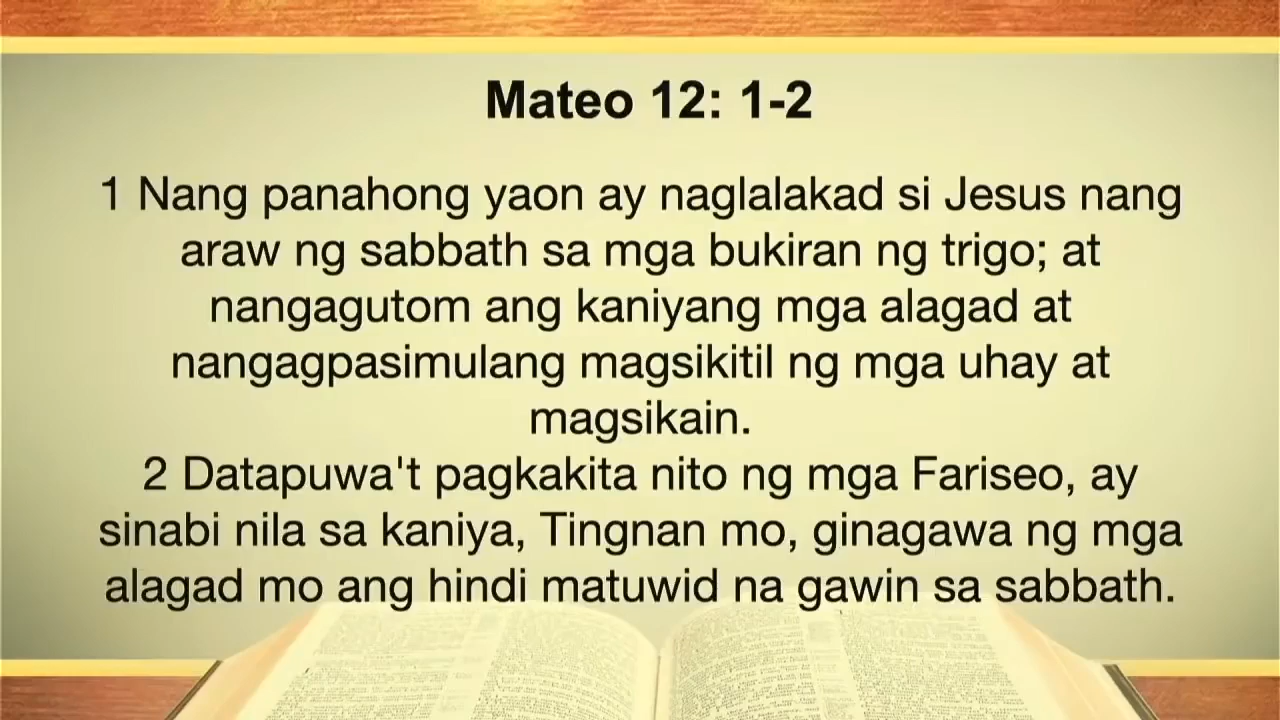 Mateo 12: 1-2
1 Nang panahong yaon ay naglalakad si Jesus nang
araw ng sabbath sa mga bukiran ng trigo; at
nangagutom ang kaniyang mga alagad at
nangagpasimulang magsikitil ng mga uhay at
magsikain.
2 Datapuwa't pagkakita nito ng mga Fariseo, ay
sinabi nila sa kaniya, Tingnan mo, ginagawa ng mga
alagad mo ang hindi matuwid na gawin sa sabbath.